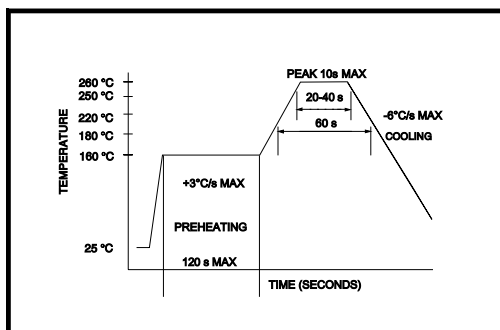 PEAK 10s MAX
260 °C
250 °C
20-40 s
220 °C
-6°C/s MAX
60 s
180 °C
COOLING
160 °C
TEMPERATURE
+3°C/s MAX
PREHEATING
25 °C
120 s MAX
TIME (SECONDS)